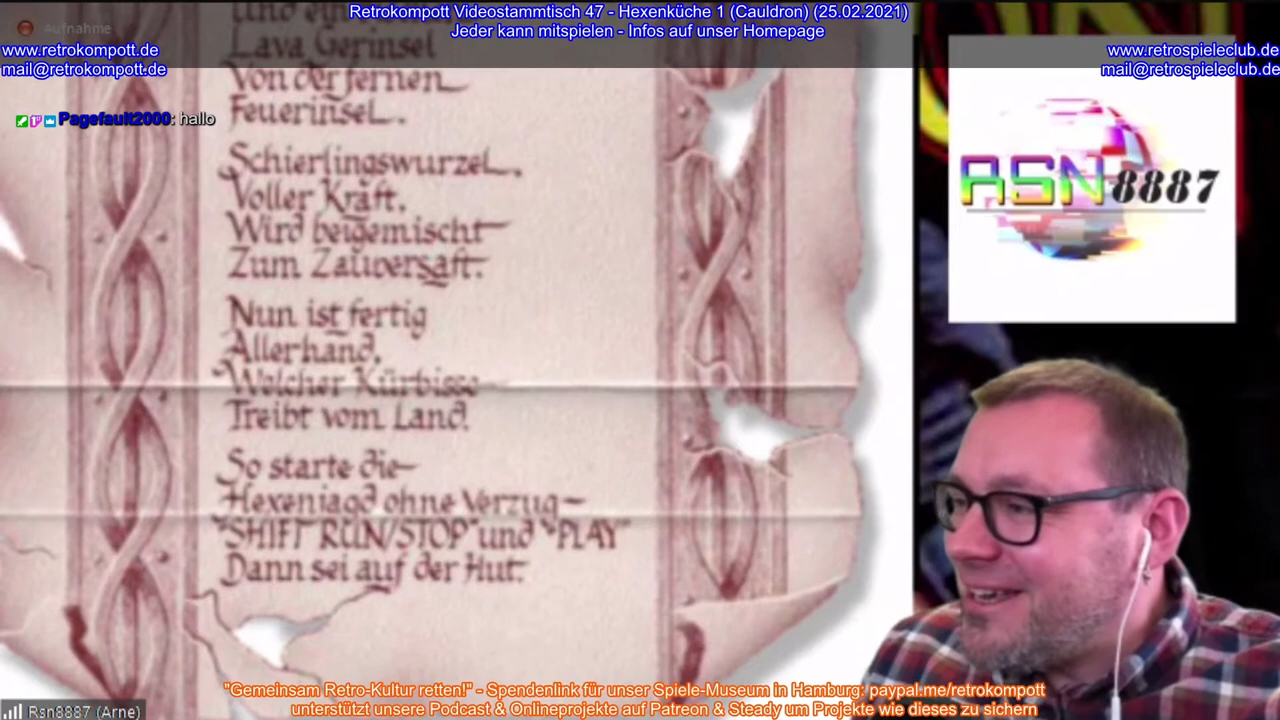 Retrokompott Videostammtisch 47 - Hexenküche 1 (Cauldron) (25.02.2021)
Jeder kann mitspielen - Infos auf unser Homepage
Aufnahme
www.retrokompott.de
mail@retrokompott.de
www.retrospieleclub.de
mail@retrospieleclub.de
Pagefault2000: hallo
Und ein
Lava Gerinsel
Von der fernen
Feuerinsel.
Schierlingswurzel,
Voller Kraft,
Wird beigemischt
Zum Zaubersaft.
Nun ist fertig
Allerhand,
Welcher Kürbisse
Treibt vom Land.
So starte die
Hexenjagd ohne Verzug
"SHIFT RUN/STOP" und "PLAY"
Dann sei auf der Hut.
RSN8887
"Gemeinsam Retro-Kultur retten!" - Spendenlink für unser Spiele-Museum in Hamburg: paypal.me/retrokompott
unterstützt unsere Podcast & Onlineprojekte auf Patreon & Steady um Projekte wie dieses zu sichern
Rsn8887 (Arne)